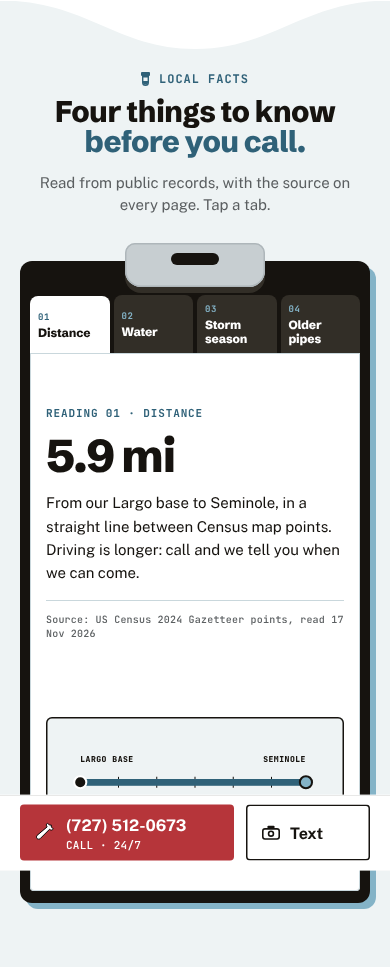 LOCAL FACTS
Four things to know
before you call.
Read from public records, with the source on
every page. Tap a tab.
01
Distance
02
Water
03
Storm
season
04
Older
pipes
READING 01 · DISTANCE
5.9 mi
From our Largo base to Seminole, in a
straight line between Census map points.
Driving is longer: call and we tell you when
we can come.
Source: US Census 2024 Gazetteer points, read 17
Nov 2026
LARGO BASE
SEMINOLE
(727) 512-0673
CALL · 24/7
Text